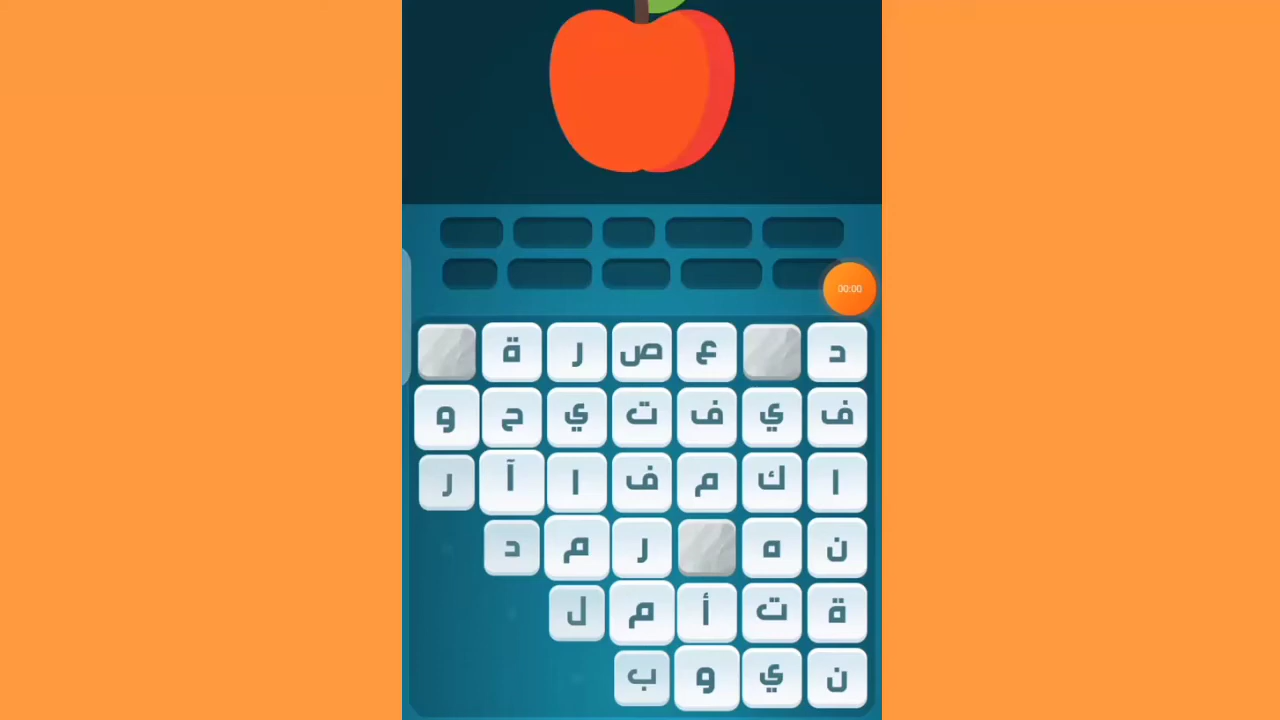 00:00
د ع ص ر ة
ف ي ف ت ي ح و
ا ك م ف ا آ ر
ن ه ر م د
ة ت أ م ل
ن ي و ب